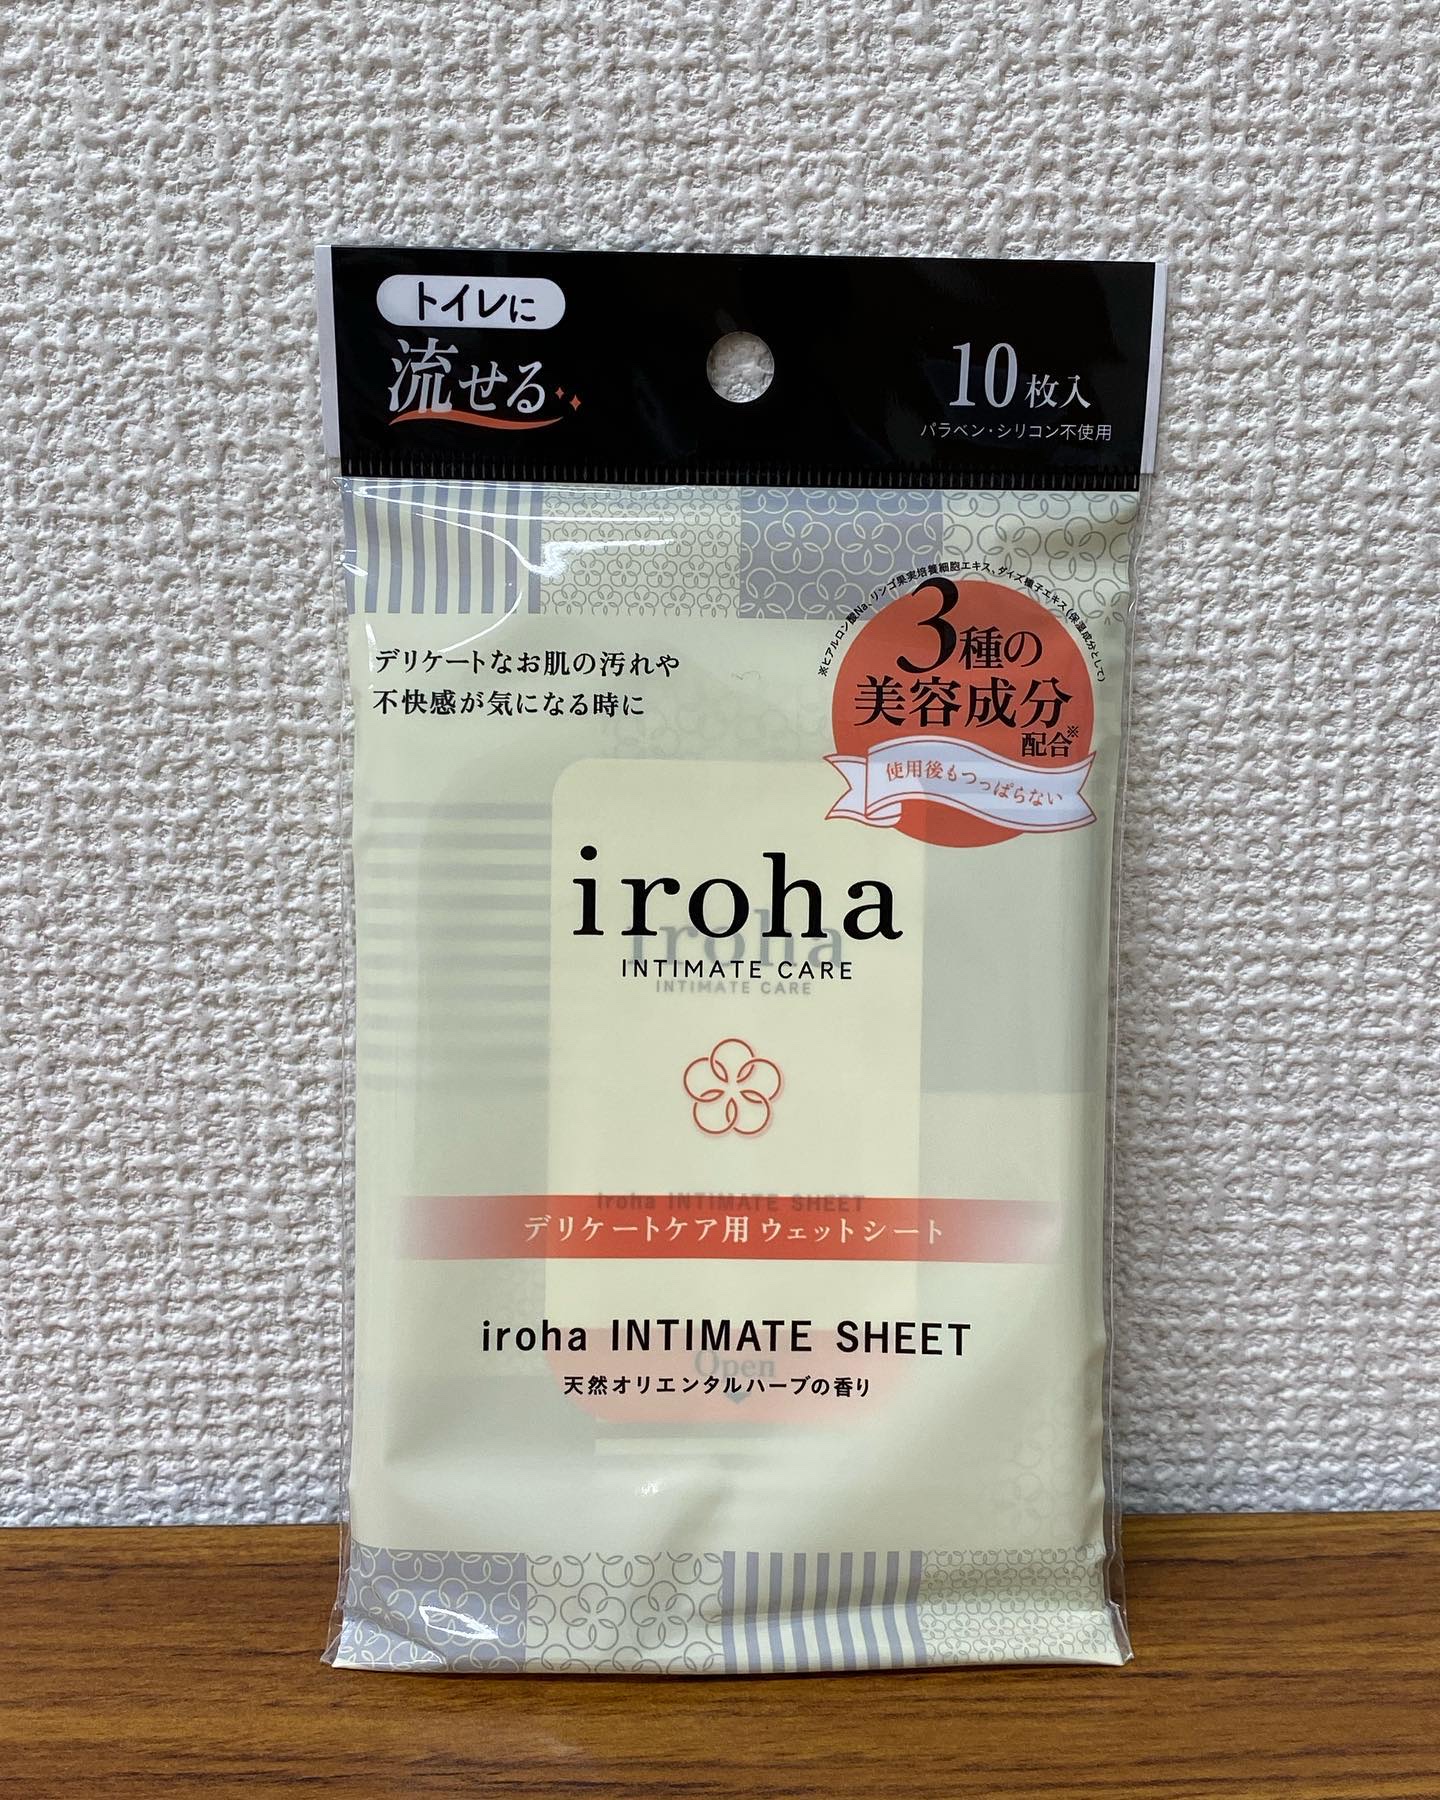 トイレに
流せる
10枚入
パラベン・シリコン不使用
※ヒアルロン酸Na、リンゴ果実培養細胞エキス、ダイズ種子エキス(保湿成分として)
3種の
美容成分
配合※
使用後もつっぱらない
デリケートなお肌の汚れや
不快感が気になる時に
iroha
INTIMATE CARE
iroha
INTIMATE CARE
iroha INTIMATE SHEET
デリケートケア用 ウェットシート
iroha INTIMATE SHEET
Open
天然オリエンタルハーブの香り